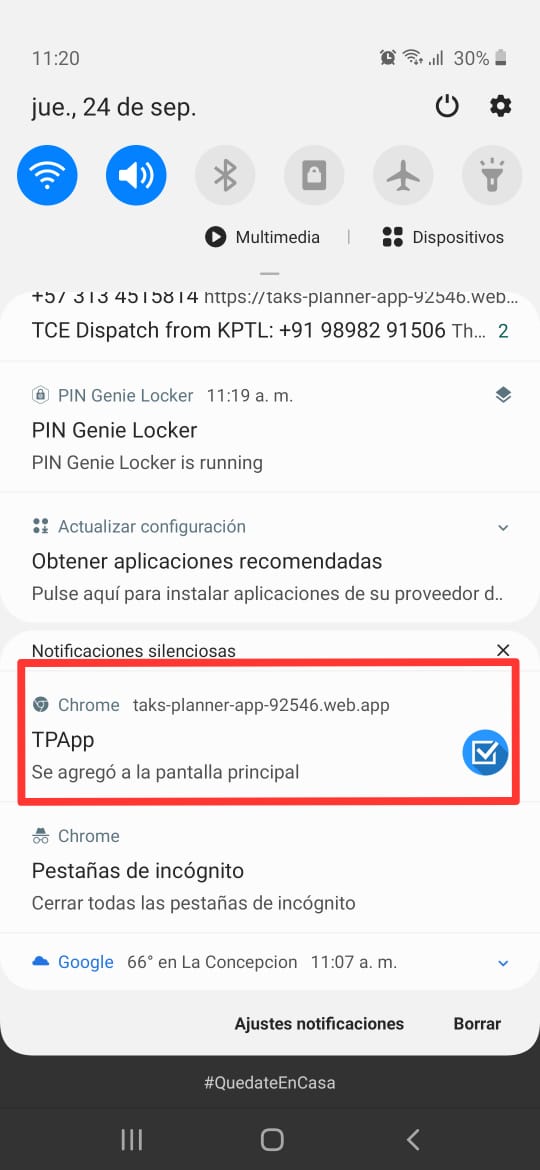 11:20 30%
jue., 24 de sep.
Multimedia | Dispositivos
+57 313 4515814 https://taks-planner-app-92546.web...
TCE Dispatch from KPTL: +91 98982 91506 Th... 2
PIN Genie Locker 11:19 a. m.
PIN Genie Locker
PIN Genie Locker is running
Actualizar configuración
Obtener aplicaciones recomendadas
Pulse aquí para instalar aplicaciones de su proveedor d..
Notificaciones silenciosas
Chrome taks-planner-app-92546.web.app
TPApp
Se agregó a la pantalla principal
Chrome
Pestañas de incógnito
Cerrar todas las pestañas de incógnito
Google 66° en La Concepcion 11:07 a. m.
Ajustes notificaciones Borrar
#QuedateEnCasa